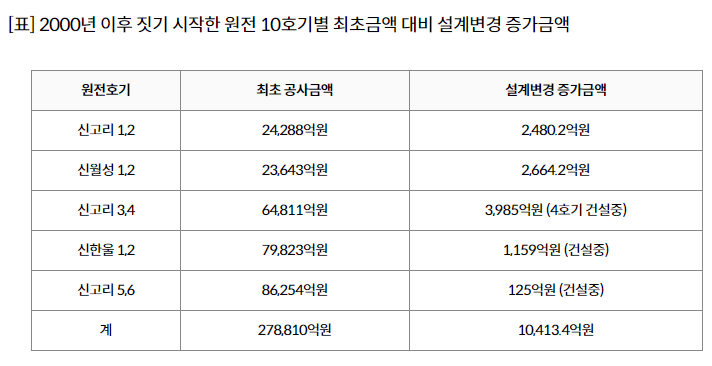 [표] 2000년 이후 짓기 시작한 원전 10호기별 최초금액 대비 설계변경 증가금액
원전호기 최초 공사금액 설계변경 증가금액
신고리 1,2 24,288억원 2,480.2억원
신월성 1,2 23,643억원 2,664.2억원
신고리 3,4 64,811억원 3,985억원 (4호기 건설중)
신한울 1,2 79,823억원 1,159억원 (건설중)
신고리 5,6 86,254억원 125억원 (건설중)
계 278,810억원 10,413.4억원